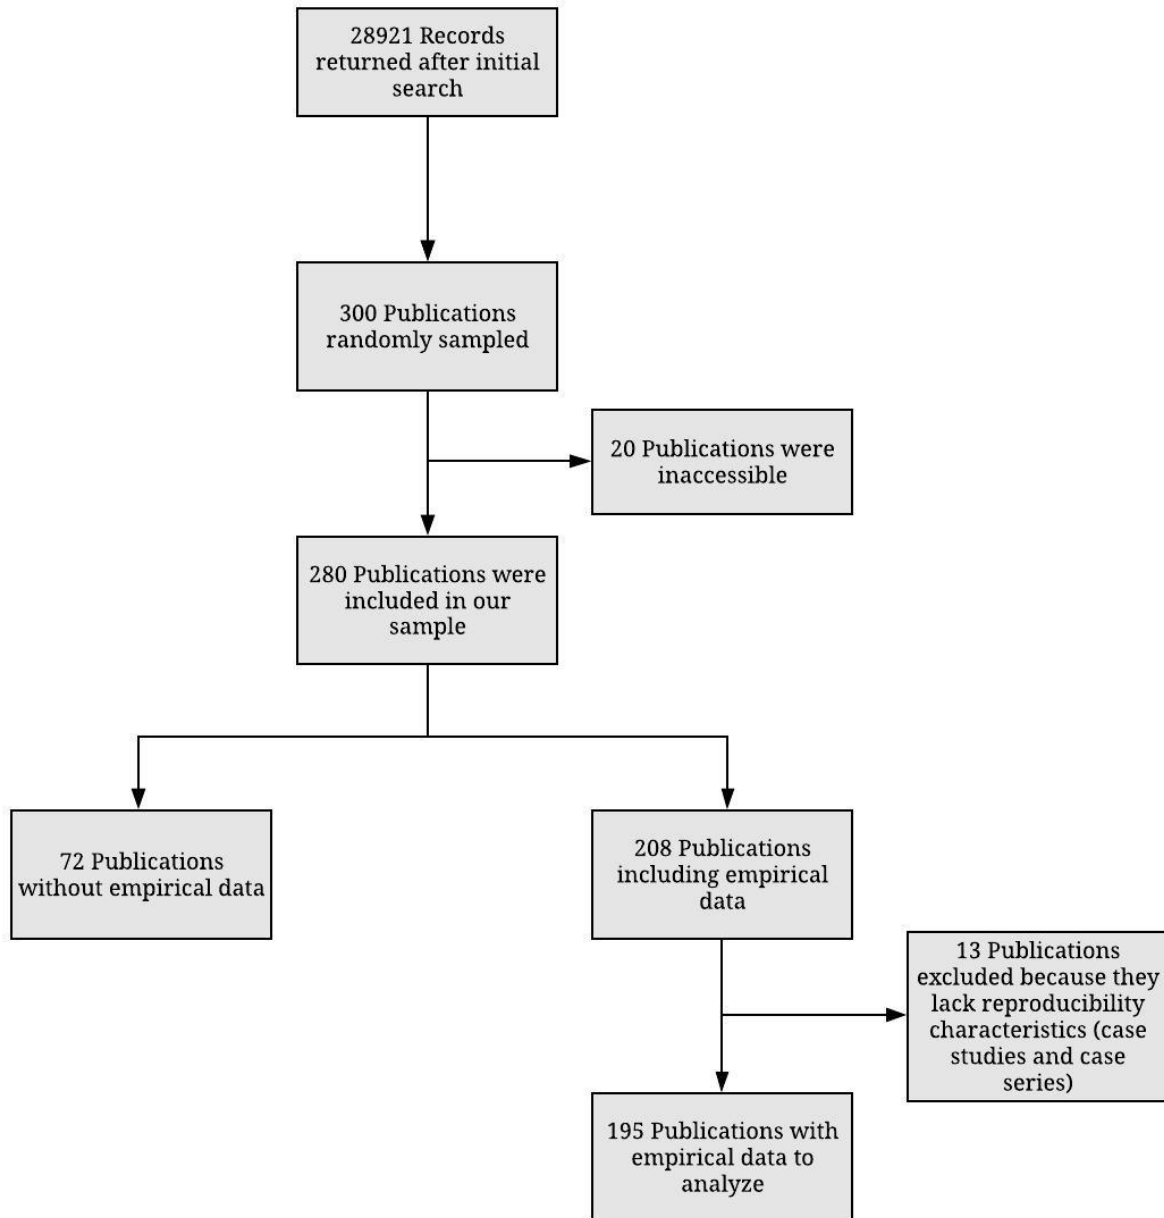 28921 Records
returned after initial
search
300 Publications
randomly sampled
20 Publications were
inaccessible
280 Publications were
included in our
sample
72 Publications
without empirical data
208 Publications
including empirical
data
13 Publications
excluded because they
lack reproducibility
characteristics (case
studies and case
series)
195 Publications with
empirical data to
analyze